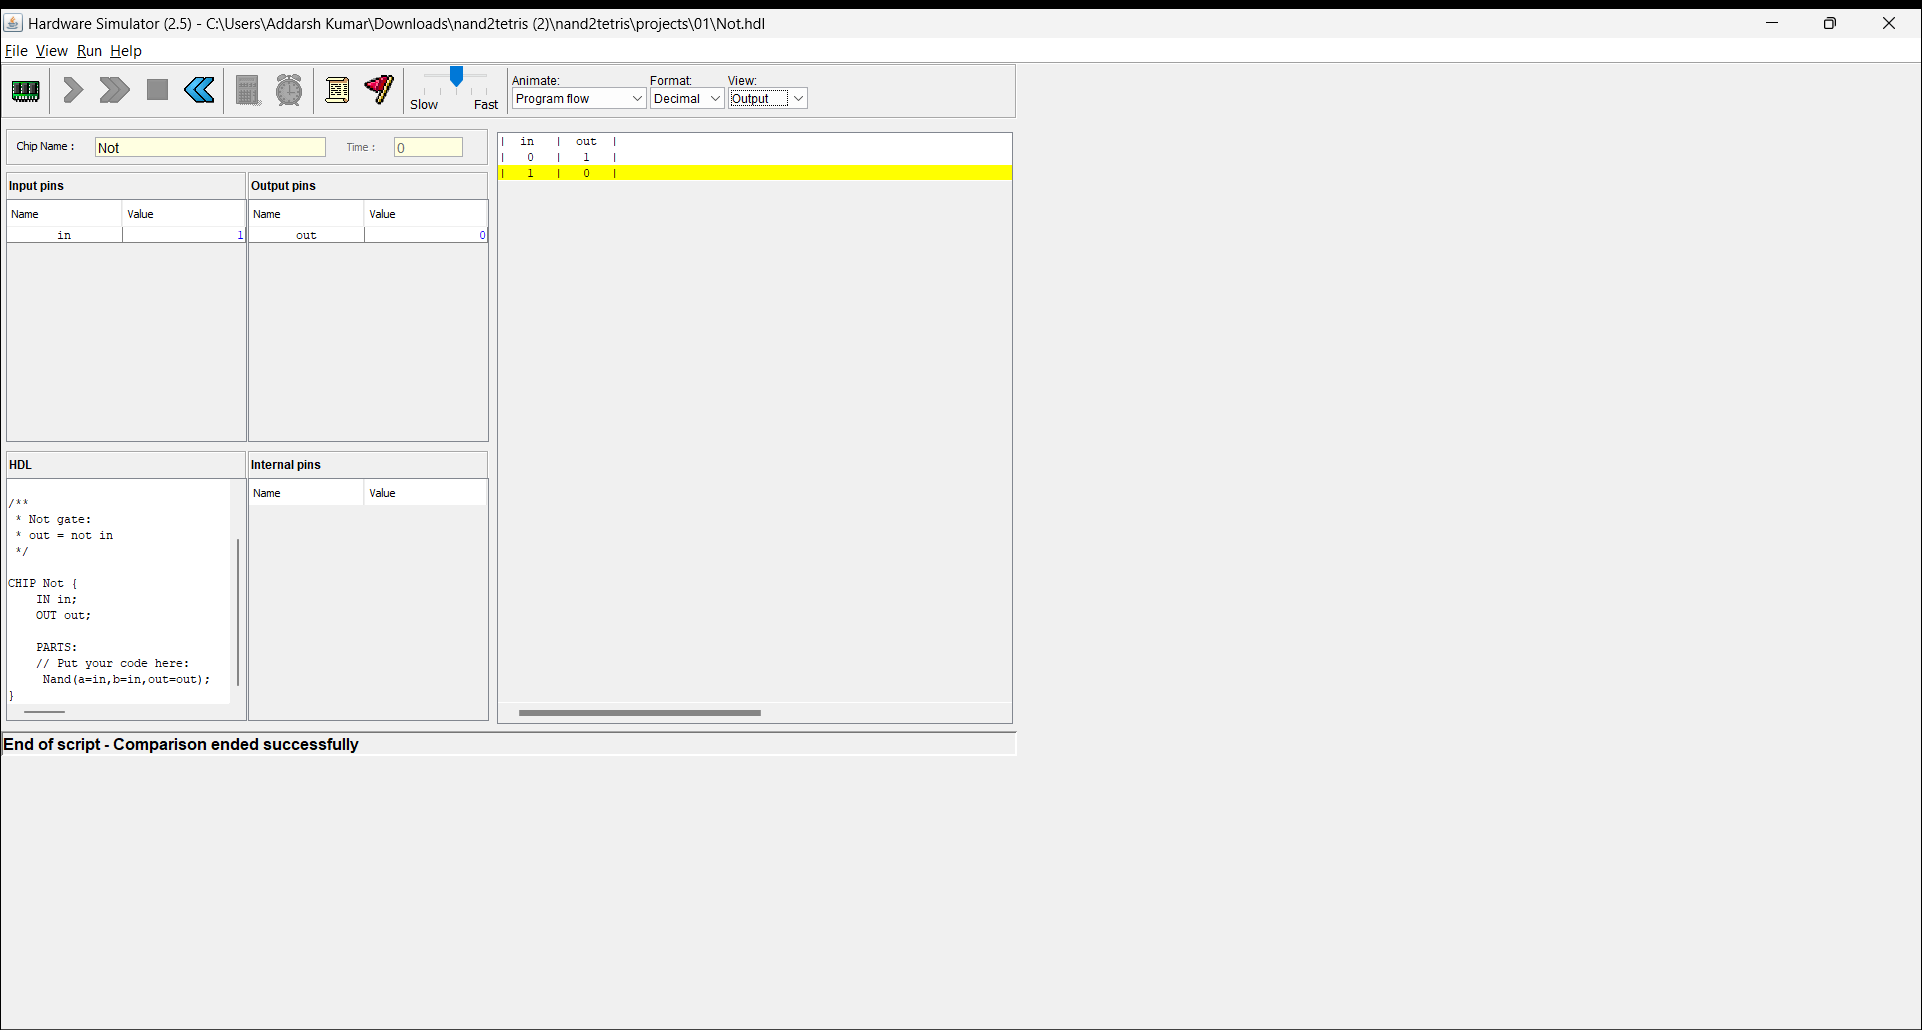 Hardware Simulator (2.5) - C:\Users\Addarsh Kumar\Downloads\nand2tetris (2)\nand2tetris\projects\01\Not.hdl
File View Run Help
Animate: Format: View:
Slow Fast Program flow Decimal Output
Chip Name : Not Time : 0
Input pins
Name Value
in 1
Output pins
Name Value
out 0
HDL
/**
* Not gate:
* out = not in
*/
CHIP Not {
IN in;
OUT out;
PARTS:
// Put your code here:
Nand(a=in,b=in,out=out);
}
Internal pins
Name Value
| in | out |
| 0 | 1 |
| 1 | 0 |
End of script - Comparison ended successfully